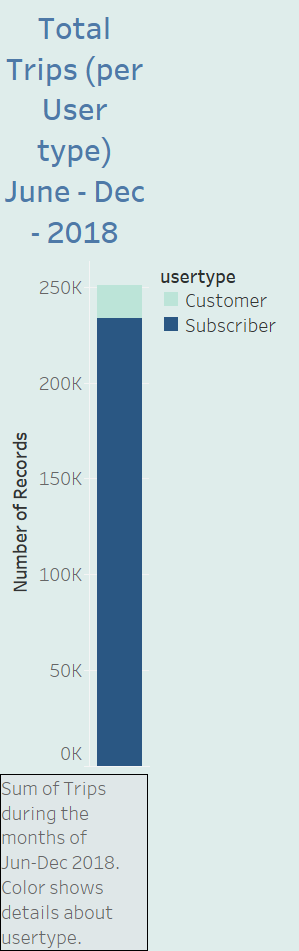 Total
Trips (per
User
type)
June - Dec
- 2018
usertype
Customer
Subscriber
250K
200K
150K
100K
50K
0K
Number of Records
Sum of Trips
during the
months of
Jun-Dec 2018.
Color shows
details about
usertype.